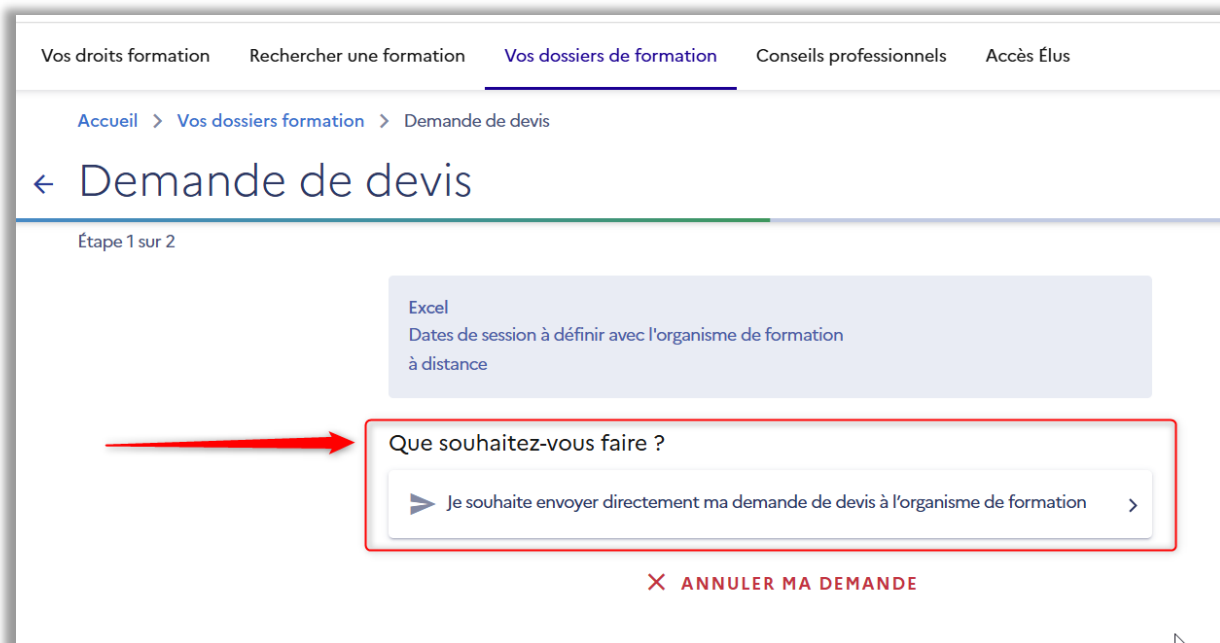 Vos droits formation Rechercher une formation Vos dossiers de formation Conseils professionnels Accès Élus
Accueil > Vos dossiers formation > Demande de devis
← Demande de devis
Étape 1 sur 2
Excel
Dates de session à définir avec l'organisme de formation
à distance
Que souhaitez-vous faire ?
Je souhaite envoyer directement ma demande de devis à l’organisme de formation >
× ANNULER MA DEMANDE